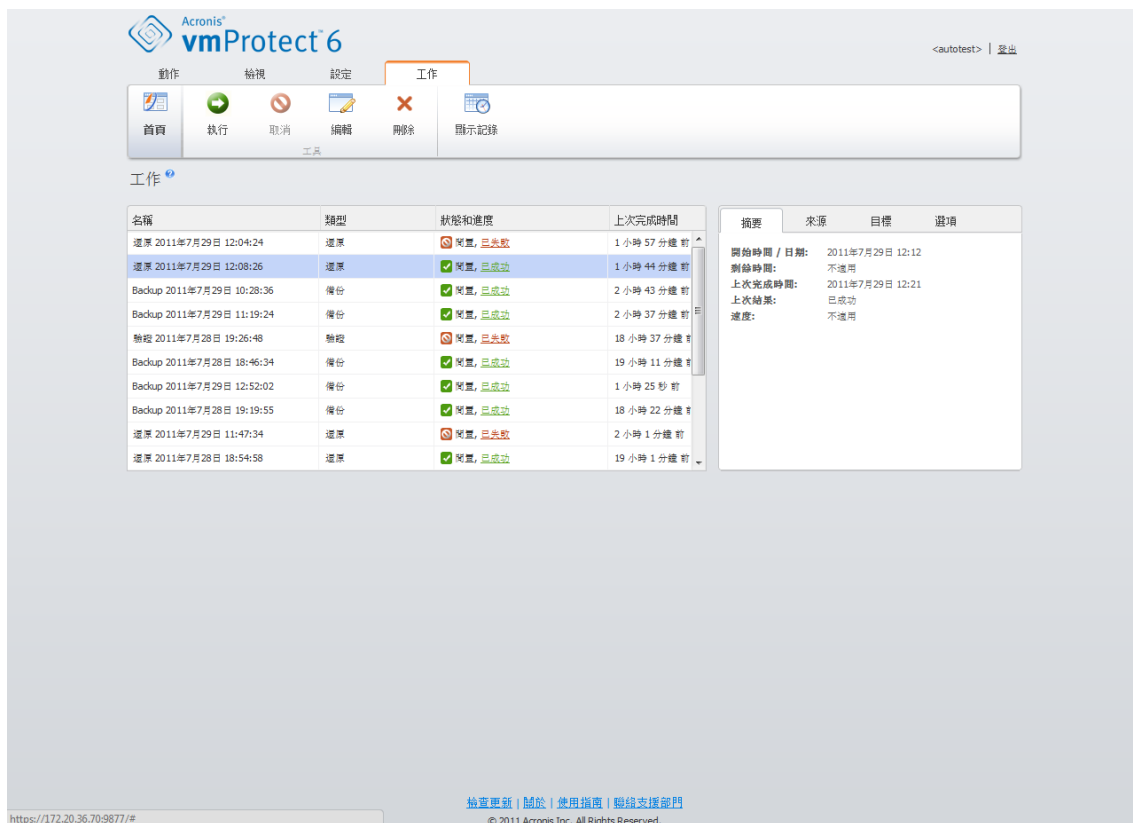 Acronis®
vmProtect™6
<autotest> | 登出
動作 檢視 設定 工作
首頁 執行 取消 編輯 刪除 顯示記錄
工具
工作
名稱 類型 狀態和進度 上次完成時間
還原 2011年7月29日 12:04:24 還原 閒置, 已失敗 1 小時 57 分鐘 前
還原 2011年7月29日 12:08:26 還原 閒置, 已成功 1 小時 44 分鐘 前
Backup 2011年7月29日 10:28:36 備份 閒置, 已成功 2 小時 43 分鐘 前
Backup 2011年7月29日 11:19:24 備份 閒置, 已成功 2 小時 37 分鐘 前
驗證 2011年7月28日 19:26:48 驗證 閒置, 已失敗 18 小時 37 分鐘
Backup 2011年7月28日 18:46:34 備份 閒置, 已成功 19 小時 11 分鐘
Backup 2011年7月29日 12:52:02 備份 閒置, 已成功 1 小時 25 秒 前
Backup 2011年7月28日 19:19:55 備份 閒置, 已成功 18 小時 22 分鐘
還原 2011年7月29日 11:47:34 還原 閒置, 已失敗 2 小時 1 分鐘 前
還原 2011年7月28日 18:54:58 還原 閒置, 已成功 19 小時 1 分鐘 前
摘要 來源 目標 選項
開始時間 / 日期: 2011年7月29日 12:12
剩餘時間: 不適用
上次完成時間: 2011年7月29日 12:21
上次結果: 已成功
速度: 不適用
檢查更新 | 關於 | 使用指南 | 聯絡支援部門
© 2011 Acronis Inc. All Rights Reserved.
https://172.20.36.70:9877/#